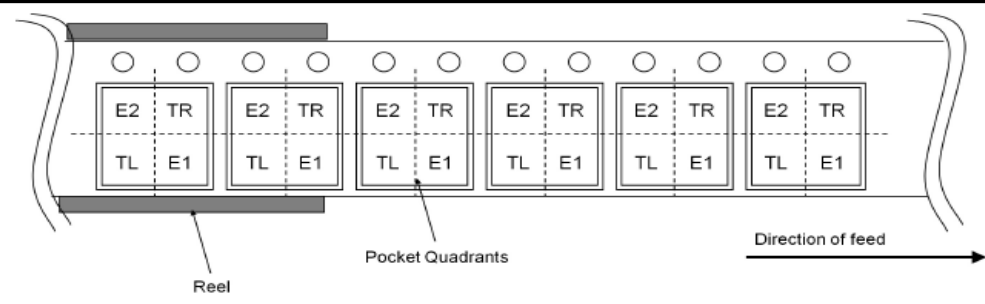 E2 TR E2 TR E2 TR E2 TR E2 TR E2 TR
TL E1 TL E1 TL E1 TL E1 TL E1 TL E1
Direction of feed
Pocket Quadrants
Reel